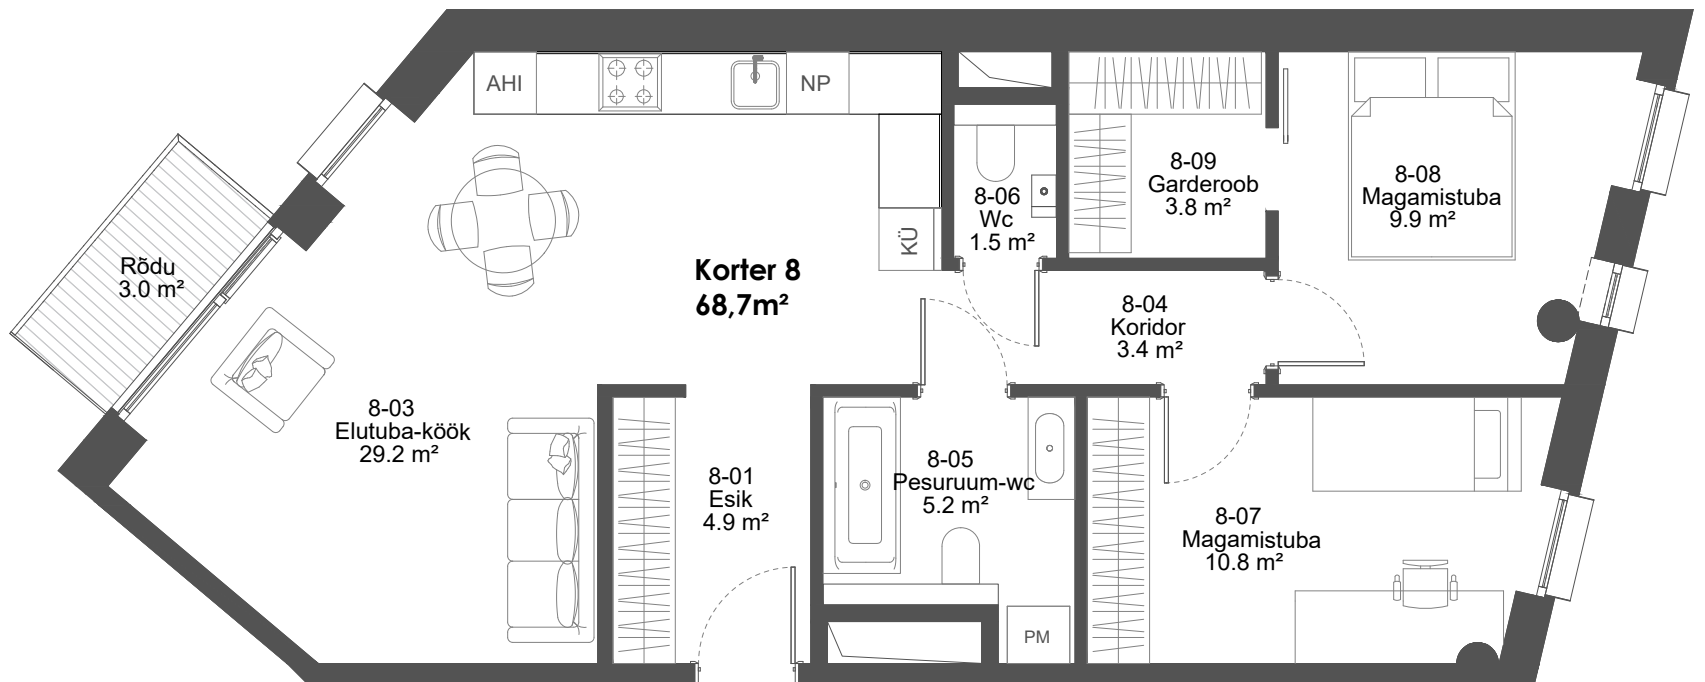 AHI
NP
KÜ
Rõdu
3.0 m²
Korter 8
68,7m²
8-06
Wc
1.5 m²
8-09
Garderoob
3.8 m²
8-08
Magamistuba
9.9 m²
8-04
Koridor
3.4 m²
8-03
Elutuba-köök
29.2 m²
8-01
Esik
4.9 m²
8-05
Pesuruum-wc
5.2 m²
8-07
Magamistuba
10.8 m²
PM